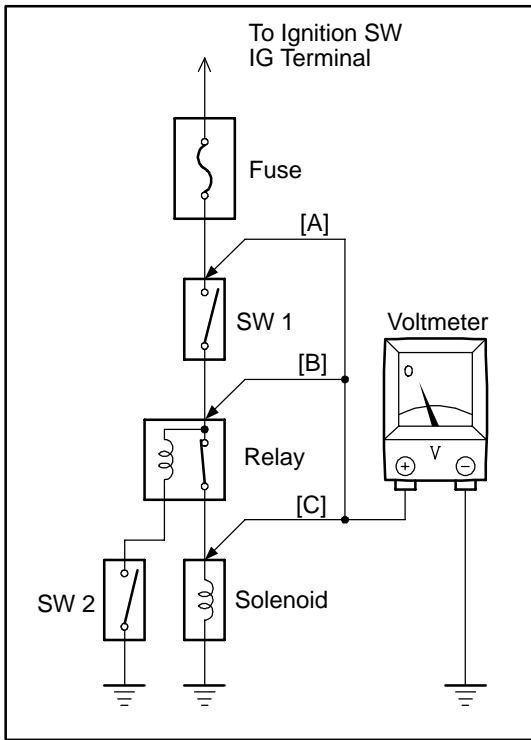 To Ignition SW
IG Terminal
Fuse
[A]
SW 1
Voltmeter
[B]
0
V
+
−
Relay
[C]
SW 2
Solenoid